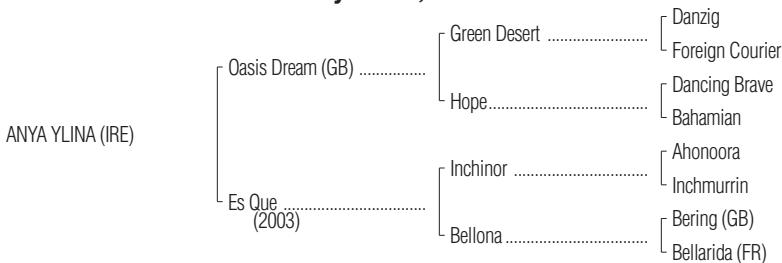 Danzig
Green Desert ..........................
Foreign Courier
Oasis Dream (GB) .................
Dancing Brave
Hope..........................................
Bahamian
ANYA YLINA (IRE)
Ahonoora
Inchinor ...................................
Inchmurrin
Es Que .....................................
(2003)
Bering (GB)
Bellona .....................................
Bellarida (FR)